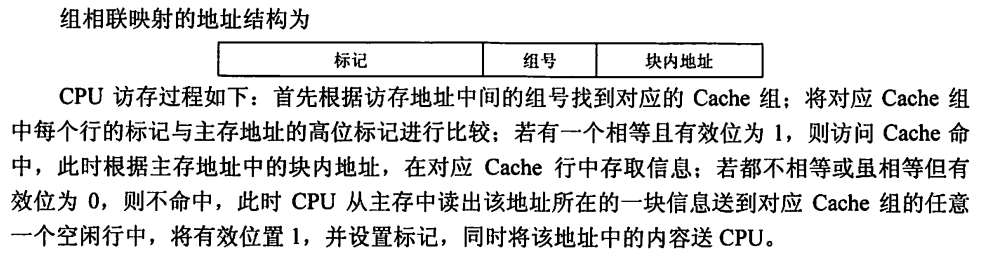 组相联映射的地址结构为
标记 组号 块内地址
CPU 访存过程如下：首先根据访存地址中间的组号找到对应的 Cache 组；将对应 Cache 组
中每个行的标记与主存地址的高位标记进行比较；若有一个相等且有效位为 1，则访问 Cache 命
中，此时根据主存地址中的块内地址，在对应 Cache 行中存取信息；若都不相等或虽相等但有
效位为 0，则不命中，此时 CPU 从主存中读出该地址所在的一块信息送到对应 Cache 组的任意
一个空闲行中，将有效位置 1，并设置标记，同时将该地址中的内容送 CPU。